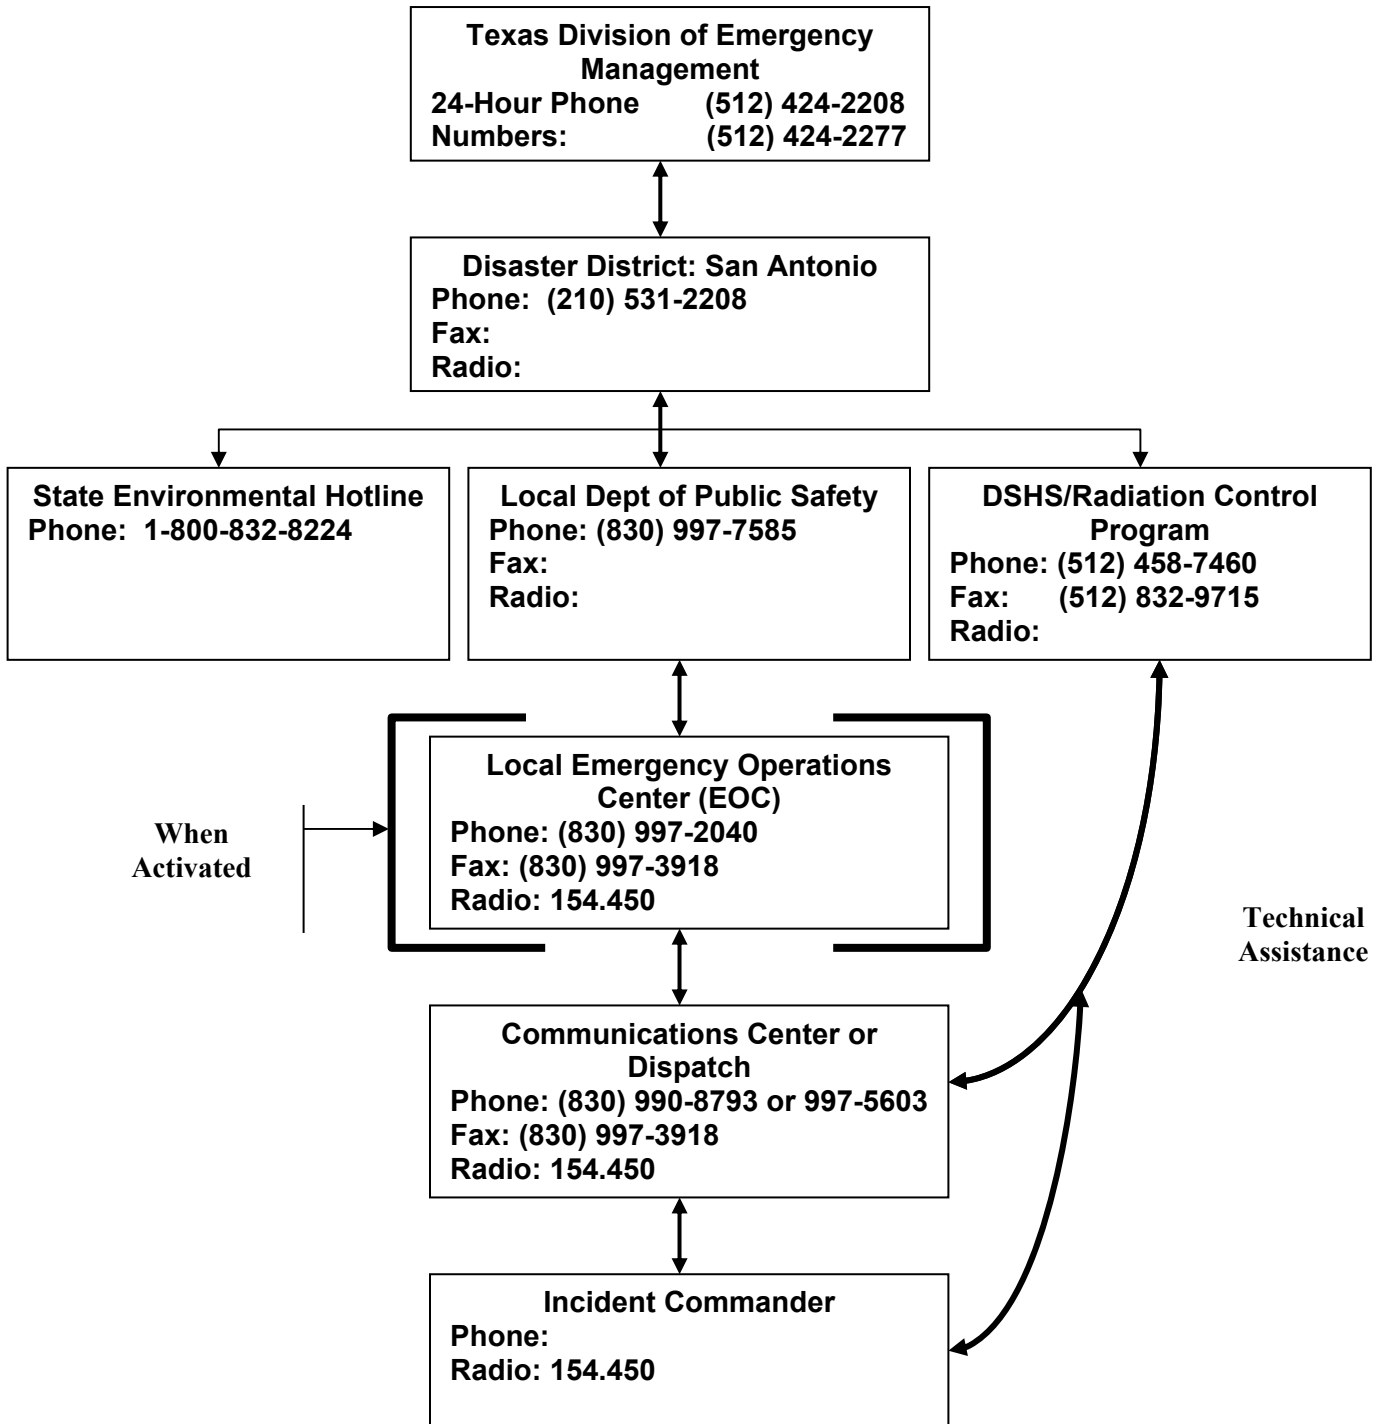 Texas Division of Emergency
Management
24-Hour Phone (512) 424-2208
Numbers: (512) 424-2277
Disaster District: San Antonio
Phone: (210) 531-2208
Fax:
Radio:
State Environmental Hotline
Phone: 1-800-832-8224
Local Dept of Public Safety
Phone: (830) 997-7585
Fax:
Radio:
DSHS/Radiation Control
Program
Phone: (512) 458-7460
Fax: (512) 832-9715
Radio:
When
Activated
Local Emergency Operations
Center (EOC)
Phone: (830) 997-2040
Fax: (830) 997-3918
Radio: 154.450
Technical
Assistance
Communications Center or
Dispatch
Phone: (830) 990-8793 or 997-5603
Fax: (830) 997-3918
Radio: 154.450
Incident Commander
Phone:
Radio: 154.450